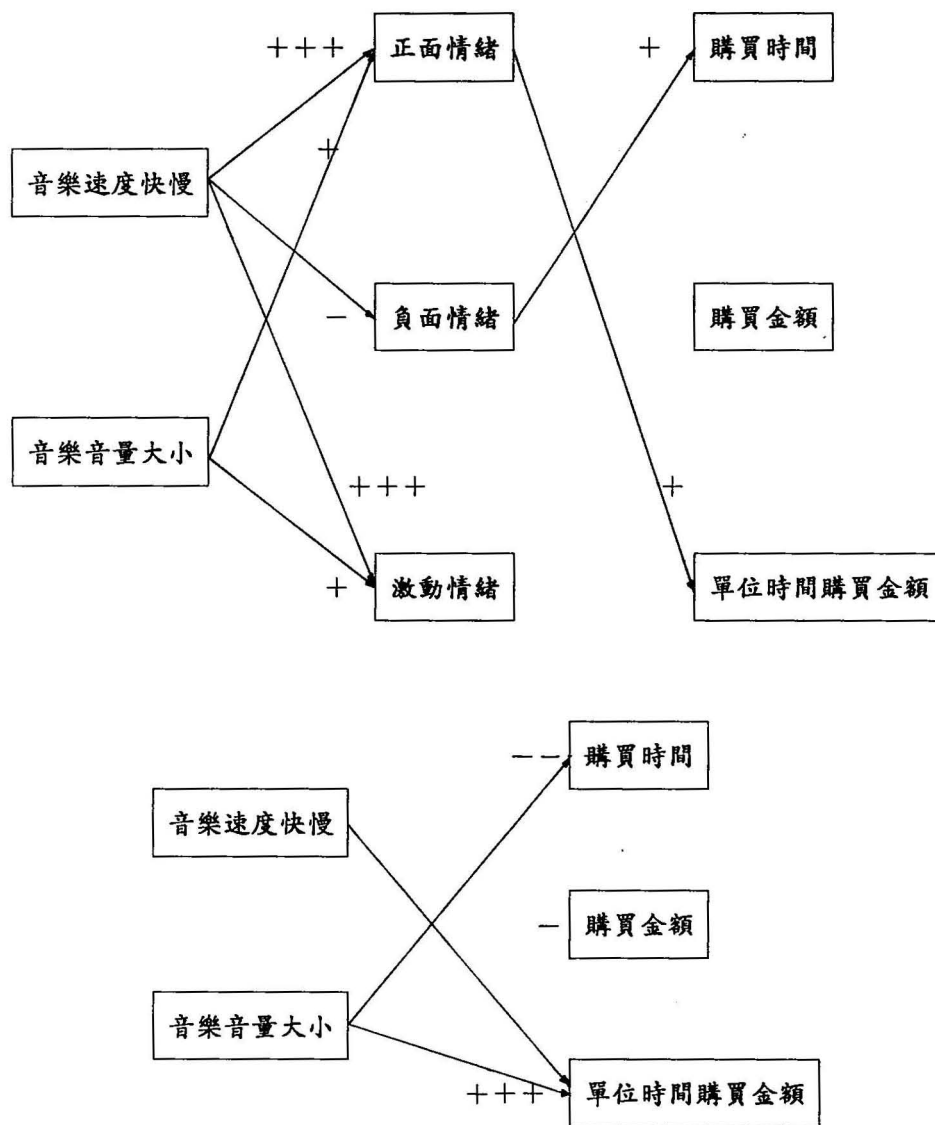 +++ 正面情緒 + 購買時間
+
音樂速度快慢
- 負面情緒 購買金額
音樂音量大小
+++ +
+ 激動情緒 單位時間購買金額
-- 購買時間
音樂速度快慢
- 購買金額
音樂音量大小
+++ 單位時間購買金額